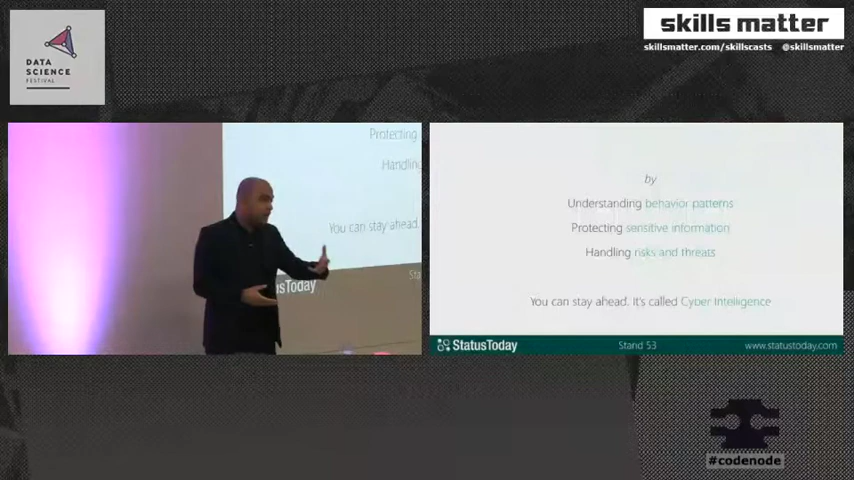 skills matter
skillsmatter.com/skillscasts @skillsmatter
DATA
SCIENCE
FESTIVAL
Protecting
Handling
You can stay ahead.
usToday
Sta
by
Understanding behavior patterns
Protecting sensitive information
Handling risks and threats
You can stay ahead. It's called Cyber Intelligence
StatusToday
Stand 53
www.statustoday.com
#codenode